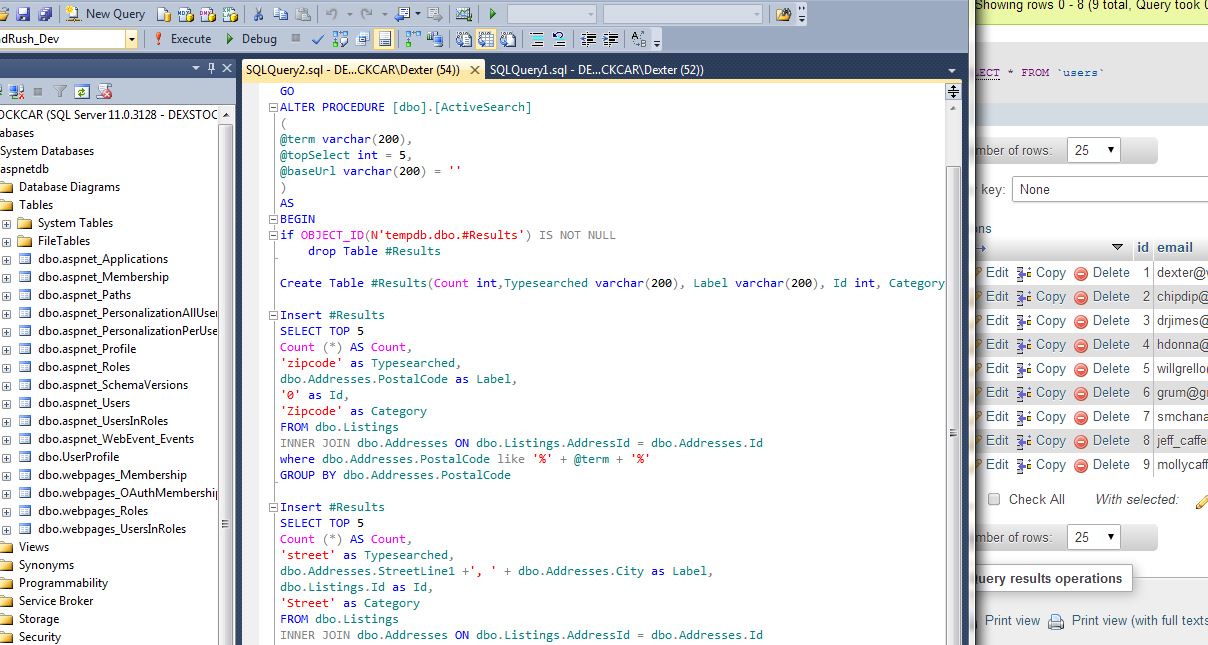 New Query
ndRush_Dev
Execute
Debug
SQLQuery2.sql - DE...CKCAR\Dexter (54))
SQLQuery1.sql - DE...CKCAR\Dexter (52))
OCKCAR (SQL Server 11.0.3128 - DEXSTOC
abases
System Databases
aspnetdb
Database Diagrams
Tables
System Tables
FileTables
dbo.aspnet_Applications
dbo.aspnet_Membership
dbo.aspnet_Paths
dbo.aspnet_PersonalizationAllUser
dbo.aspnet_PersonalizationPerUse
dbo.aspnet_Profile
dbo.aspnet_Roles
dbo.aspnet_SchemaVersions
dbo.aspnet_Users
dbo.aspnet_UsersInRoles
dbo.aspnet_WebEvent_Events
dbo.UserProfile
dbo.webpages_Membership
dbo.webpages_OAuthMembership
dbo.webpages_Roles
dbo.webpages_UsersInRoles
Views
Synonyms
Programmability
Service Broker
Storage
Security
GO
ALTER PROCEDURE [dbo].[ActiveSearch]
(
@term varchar(200),
@topSelect int = 5,
@baseUrl varchar(200) = ''
)
AS
BEGIN
if OBJECT_ID(N'tempdb.dbo.#Results') IS NOT NULL
drop Table #Results
Create Table #Results(Count int,Typesearched varchar(200), Label varchar(200), Id int, Category
Insert #Results
SELECT TOP 5
Count (*) AS Count,
'zipcode' as Typesearched,
dbo.Addresses.PostalCode as Label,
'0' as Id,
'Zipcode' as Category
FROM dbo.Listings
INNER JOIN dbo.Addresses ON dbo.Listings.AddressId = dbo.Addresses.Id
where dbo.Addresses.PostalCode like '%' + @term + '%'
GROUP BY dbo.Addresses.PostalCode
Insert #Results
SELECT TOP 5
Count (*) AS Count,
'street' as Typesearched,
dbo.Addresses.StreetLine1 +', ' + dbo.Addresses.City as Label,
dbo.Listings.Id as Id,
'Street' as Category
FROM dbo.Listings
INNER JOIN dbo.Addresses ON dbo.Listings.AddressId = dbo.Addresses.Id
Showing rows 0 - 8 (9 total, Query took 0
LECT * FROM `users`
mber of rows: 25
key: None
ons
id email
Edit Copy Delete 1 dexter@
Edit Copy Delete 2 chipdip@
Edit Copy Delete 3 drjimes@
Edit Copy Delete 4 hdonna@
Edit Copy Delete 5 willgrello
Edit Copy Delete 6 grum@g
Edit Copy Delete 7 smchana
Edit Copy Delete 8 jeff_caffe
Edit Copy Delete 9 mollycaf
Check All With selected:
mber of rows: 25
Query results operations
Print view Print view (with full texts